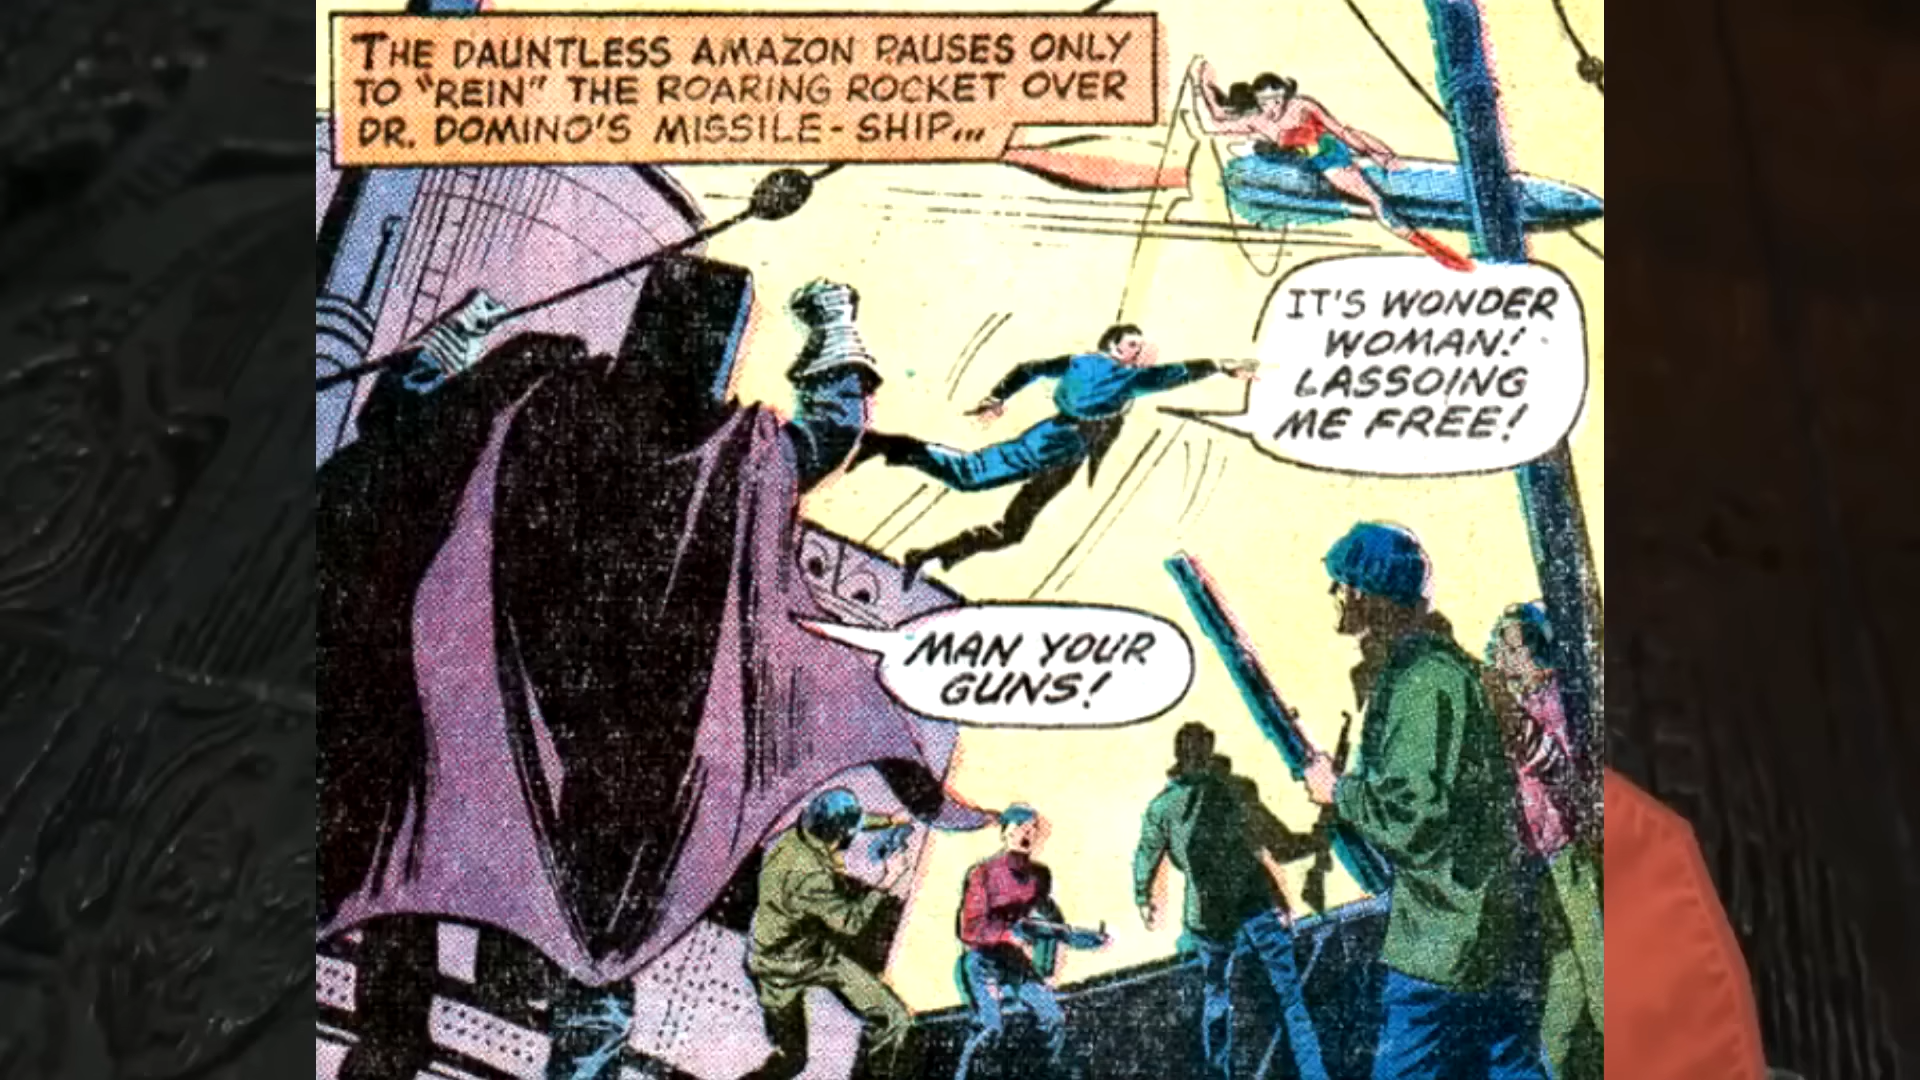 THE DAUNTLESS AMAZON PAUSES ONLY
TO "REIN" THE ROARING ROCKET OVER
DR. DOMINO'S MISSILE-SHIP...
IT'S WONDER
WOMAN!
LASSOING
ME FREE!
MAN YOUR
GUNS!